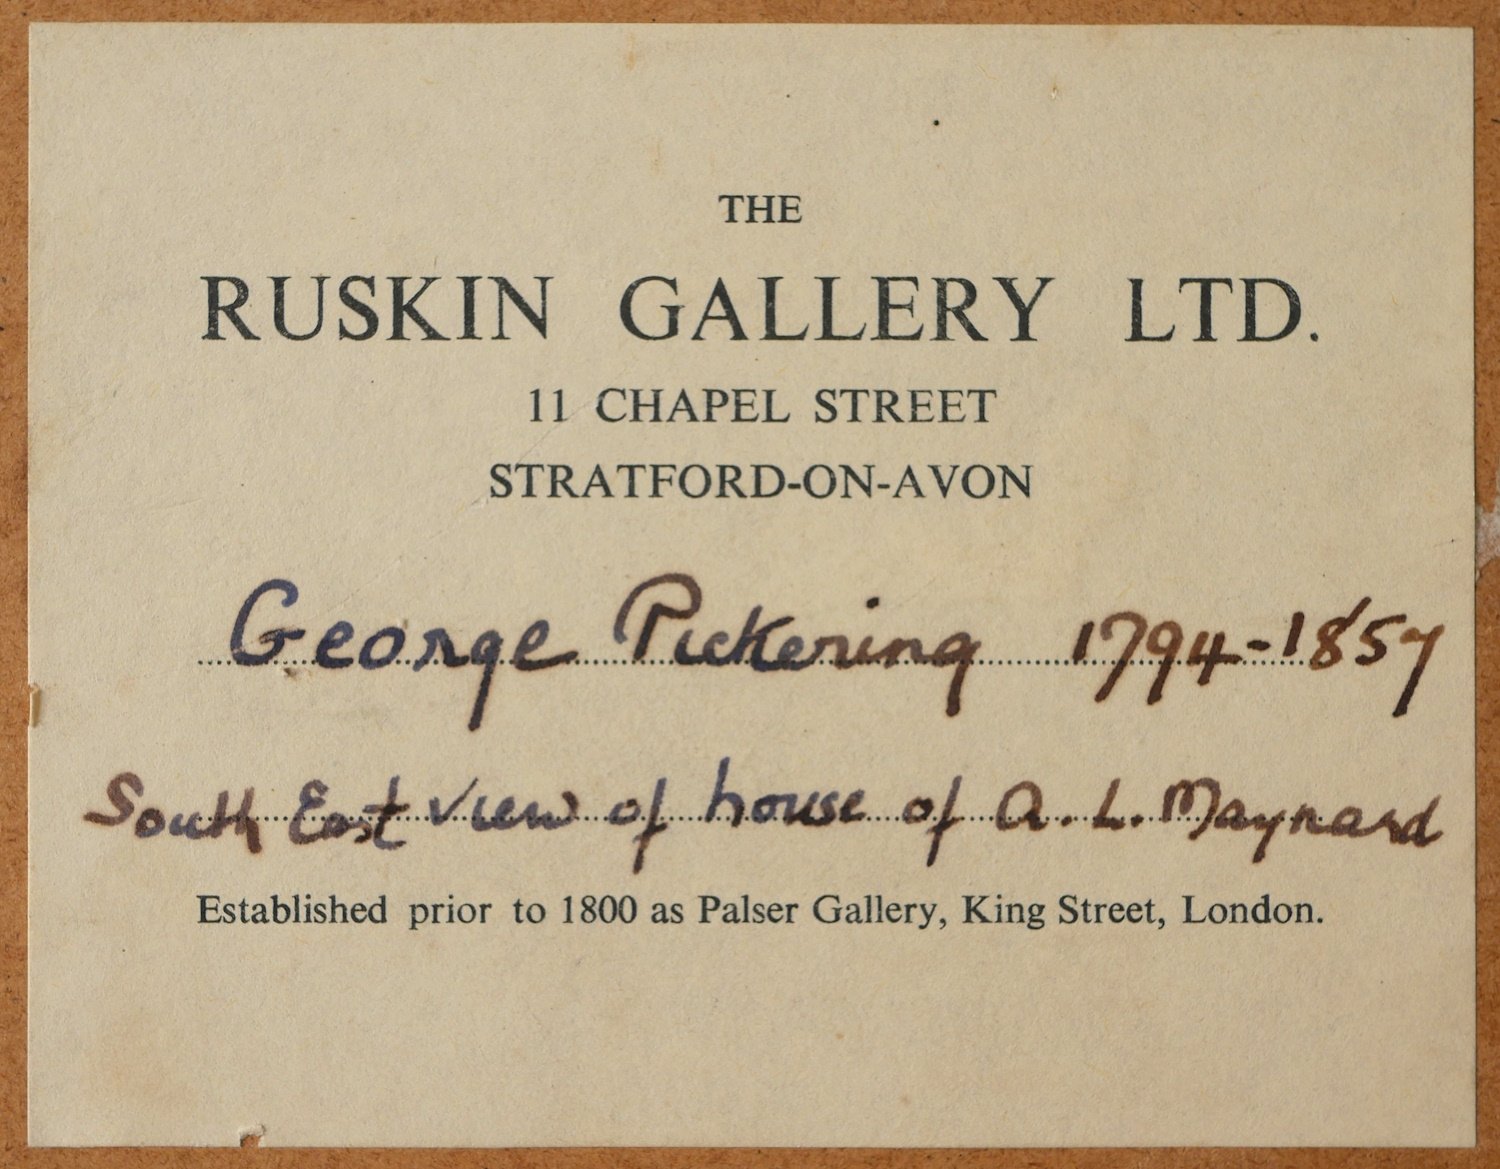 THE
RUSKIN GALLERY LTD.
11 CHAPEL STREET
STRATFORD-ON-AVON
George Pickering 1794-1857
South East View of house of A. L. Maynard
Established prior to 1800 as Palser Gallery, King Street, London.